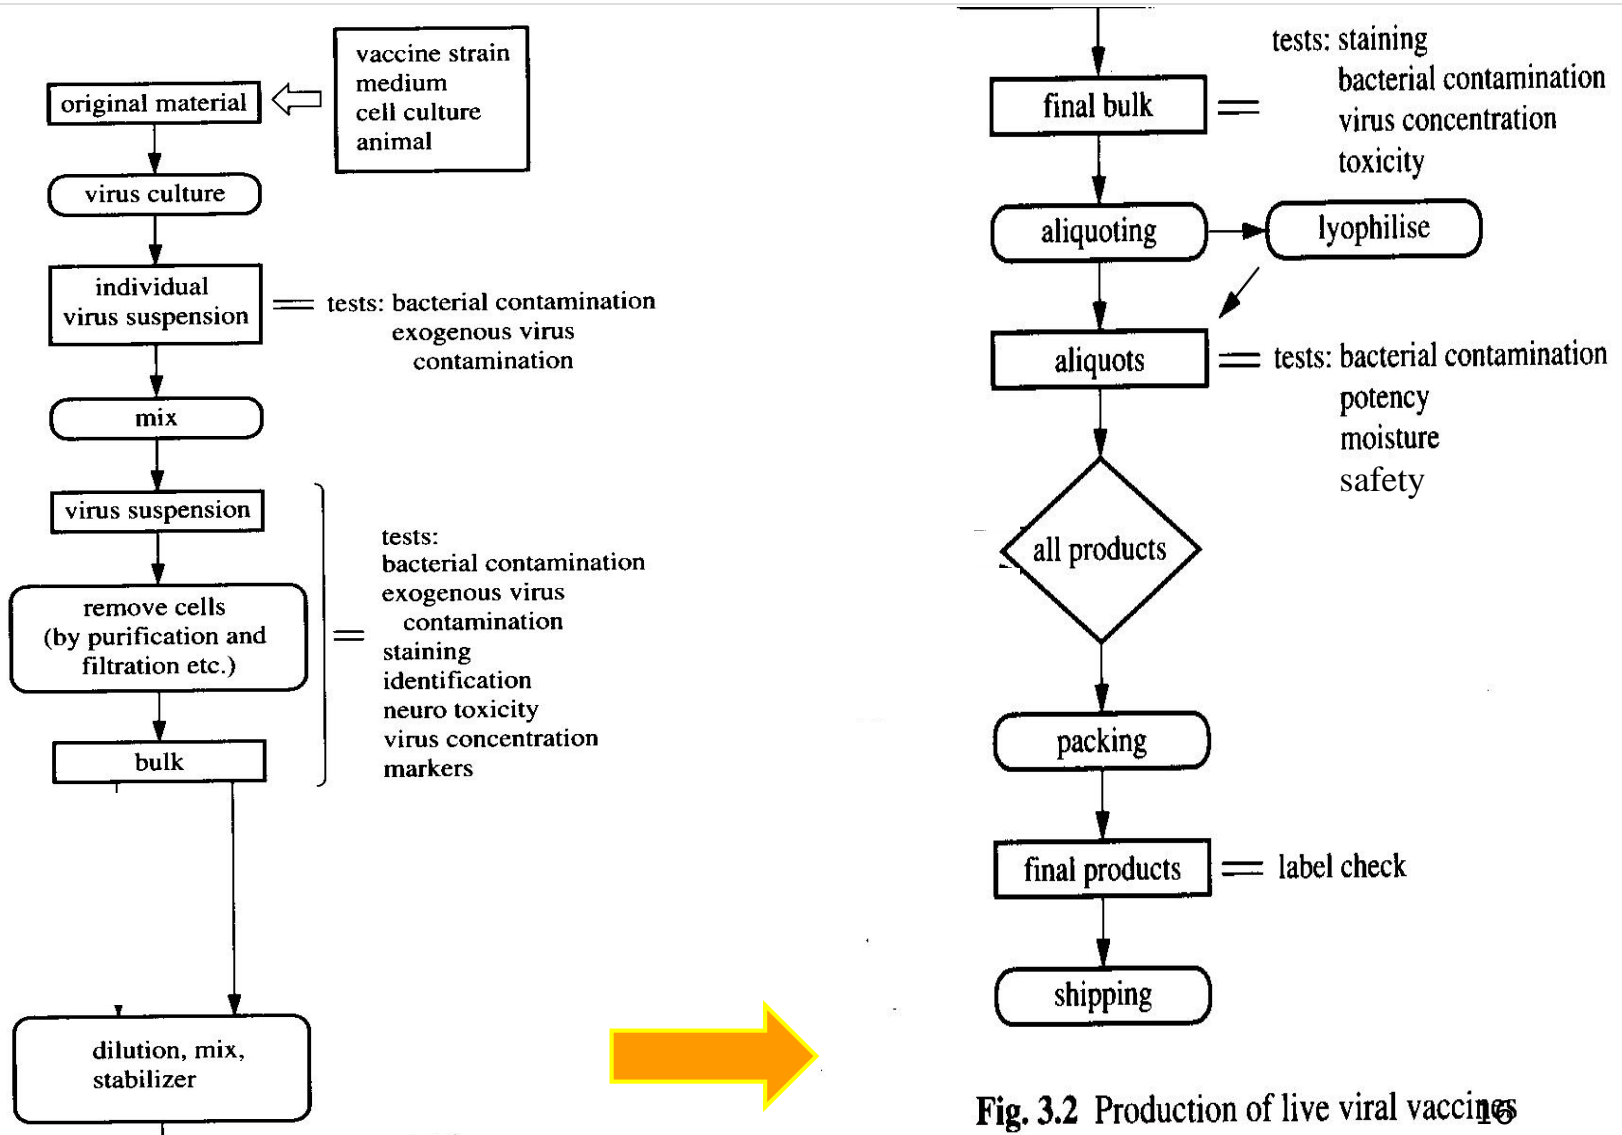 vaccine strain
medium
cell culture
animal
original material
virus culture
individual
virus suspension
tests: bacterial contamination
exogenous virus
contamination
mix
virus suspension
remove cells
(by purification and
filtration etc.)
bulk
tests:
bacterial contamination
exogenous virus
contamination
staining
identification
neuro toxicity
virus concentration
markers
dilution, mix,
stabilizer
final bulk
tests: staining
bacterial contamination
virus concentration
toxicity
aliquoting
lyophilise
aliquots
tests: bacterial contamination
potency
moisture
safety
all products
packing
final products
label check
shipping
Fig. 3.2 Production of live viral vaccines
16